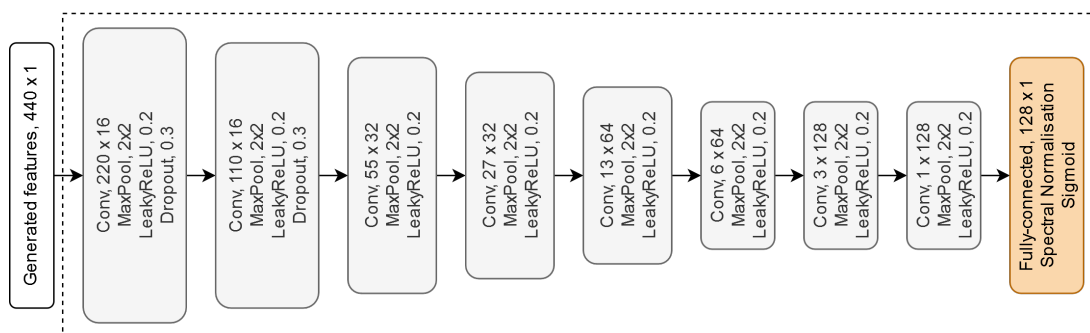 Generated features, 440 x 1
Conv, 220 x 16
MaxPool, 2x2
LeakyReLU, 0.2
Dropout, 0.3
Conv, 110 x 16
MaxPool, 2x2
LeakyReLU, 0.2
Dropout, 0.3
Conv, 55 x 32
MaxPool, 2x2
LeakyReLU, 0.2
Conv, 27 x 32
MaxPool, 2x2
LeakyReLU, 0.2
Conv, 13 x 64
MaxPool, 2x2
LeakyReLU, 0.2
Conv, 6 x 64
MaxPool, 2x2
LeakyReLU, 0.2
Conv, 3 x 128
MaxPool, 2x2
LeakyReLU, 0.2
Conv, 1 x 128
MaxPool, 2x2
LeakyReLU, 0.2
Fully-connected, 128 x 1
Spectral Normalisation
Sigmoid